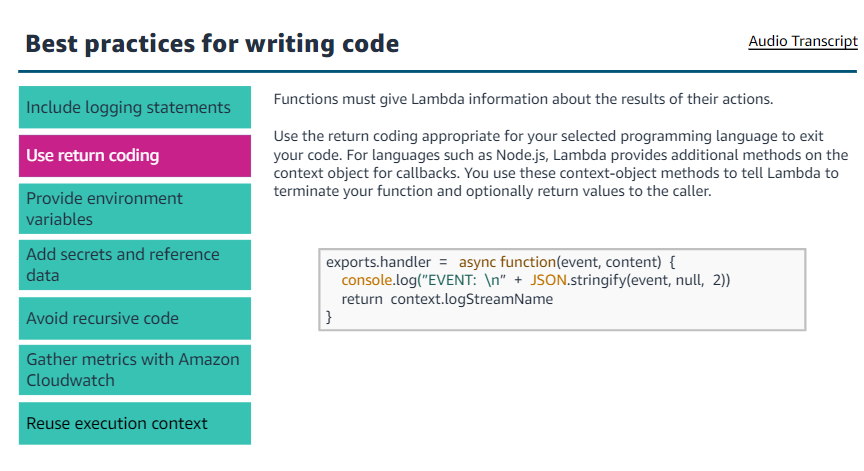 Best practices for writing code
Audio Transcript
Include logging statements
Use return coding
Provide environment
variables
Add secrets and reference
data
Avoid recursive code
Gather metrics with Amazon
Cloudwatch
Reuse execution context
Functions must give Lambda information about the results of their actions.
Use the return coding appropriate for your selected programming language to exit
your code. For languages such as Node.js, Lambda provides additional methods on the
context object for callbacks. You use these context-object methods to tell Lambda to
terminate your function and optionally return values to the caller.
exports.handler = async function(event, content) {
console.log("EVENT: \n" + JSON.stringify(event, null, 2))
return context.logStreamName
}